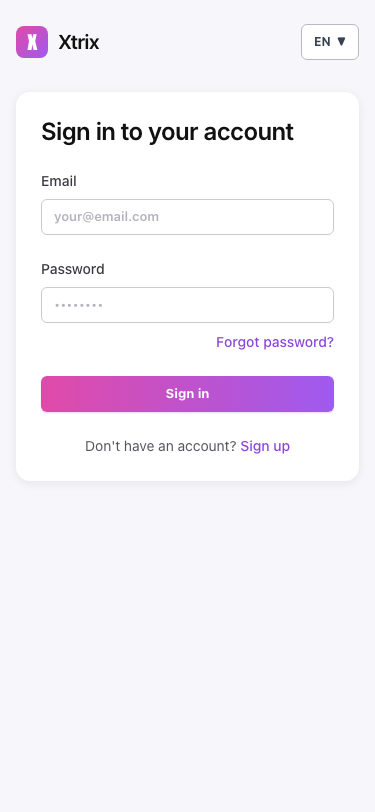 X Xtrix
EN ▼
Sign in to your account
Email
your@email.com
Password
••••••••
Forgot password?
Sign in
Don't have an account? Sign up